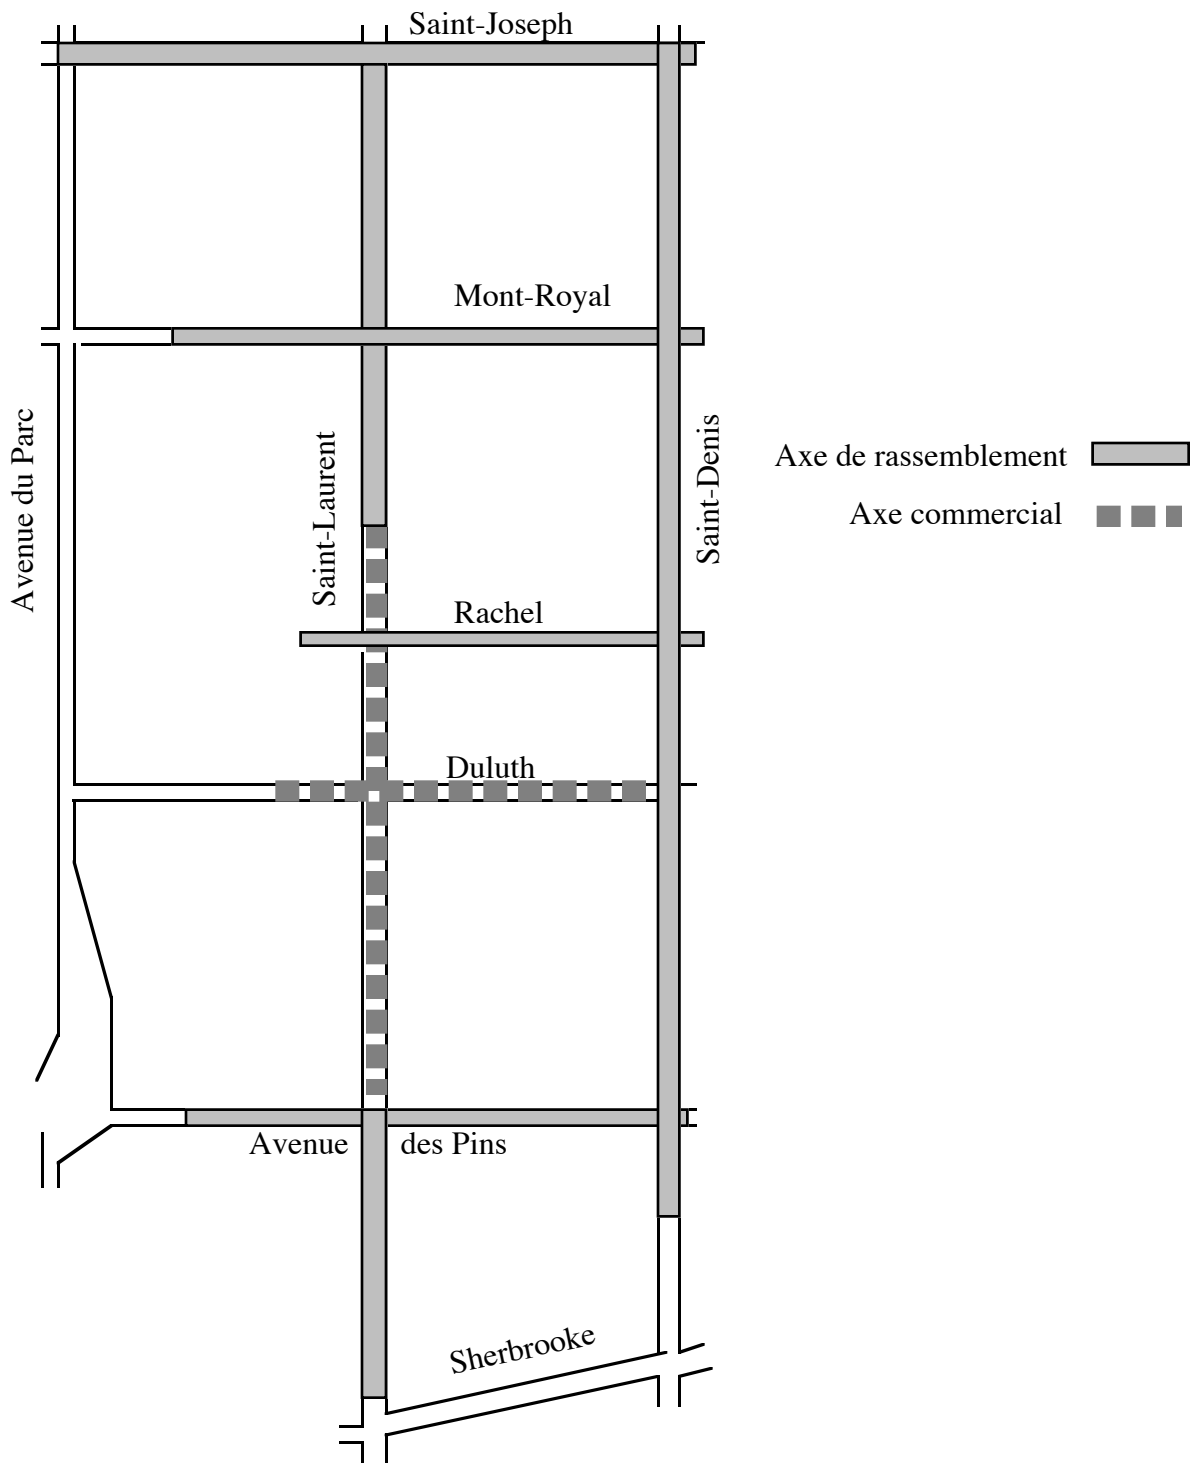 Saint-Joseph
Mont-Royal
Avenue du Parc
Saint-Laurent
Saint-Denis
Axe de rassemblement
Axe commercial
Rachel
Duluth
Avenue des Pins
Sherbrooke